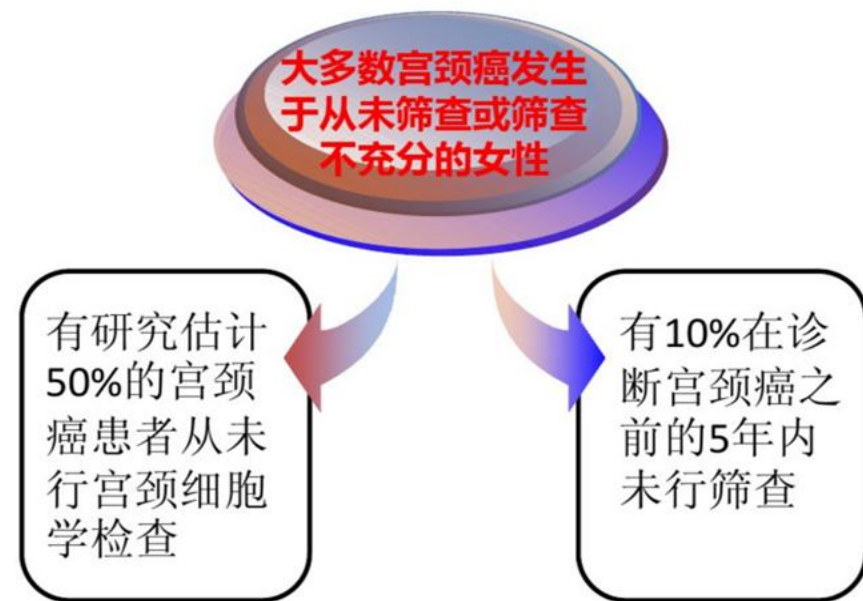 大多数宫颈癌发生
于从未筛查或筛查
不充分的女性
有研究估计
50%的宫颈
癌患者从未
行宫颈细胞
学检查
有10%在诊
断宫颈癌之
前的5年内
未行筛查